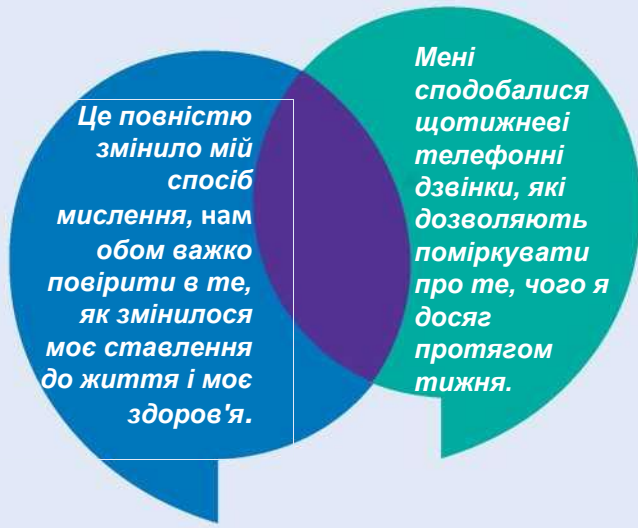 Це повністю
змінило мій
спосіб
мислення, нам
обом важко
повірити в те,
як змінилося
моє ставлення
до життя і моє
здоров'я.
Мені
сподобалися
щотижневі
телефонні
дзвінки, які
дозволяють
поміркувати
про те, чого я
досяг
протягом
тижня.